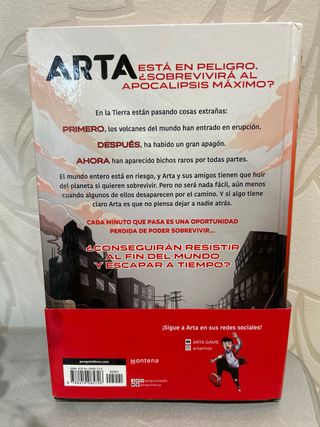 ARTA ESTÁ EN PELIGRO.
¿SOBREVIVIRÁ AL
APOCALIPSIS MÁXIMO?
En la Tierra están pasando cosas extrañas:
PRIMERO, los volcanes del mundo han entrado en erupción.
DESPUÉS, ha habido un gran apagón.
AHORA han aparecido bichos raros por todas partes.
El mundo entero está en riesgo, y Arta y sus amigos tienen que huir
del planeta si quieren sobrevivir. Pero no será nada fácil, aún menos
cuando algunos de ellos desaparecen por el camino. Y si algo tiene
claro Arta es que no piensa dejar a nadie atrás.
CADA MINUTO QUE PASA ES UNA OPORTUNIDAD
PERDIDA DE PODER SOBREVIVIR...
¿CONSEGUIRÁN RESISTIR
AL FIN DEL MUNDO
Y ESCAPAR A TIEMPO?
¡Sigue a Arta en sus redes sociales!
ARTA GAME
penguinlibros.com
montena